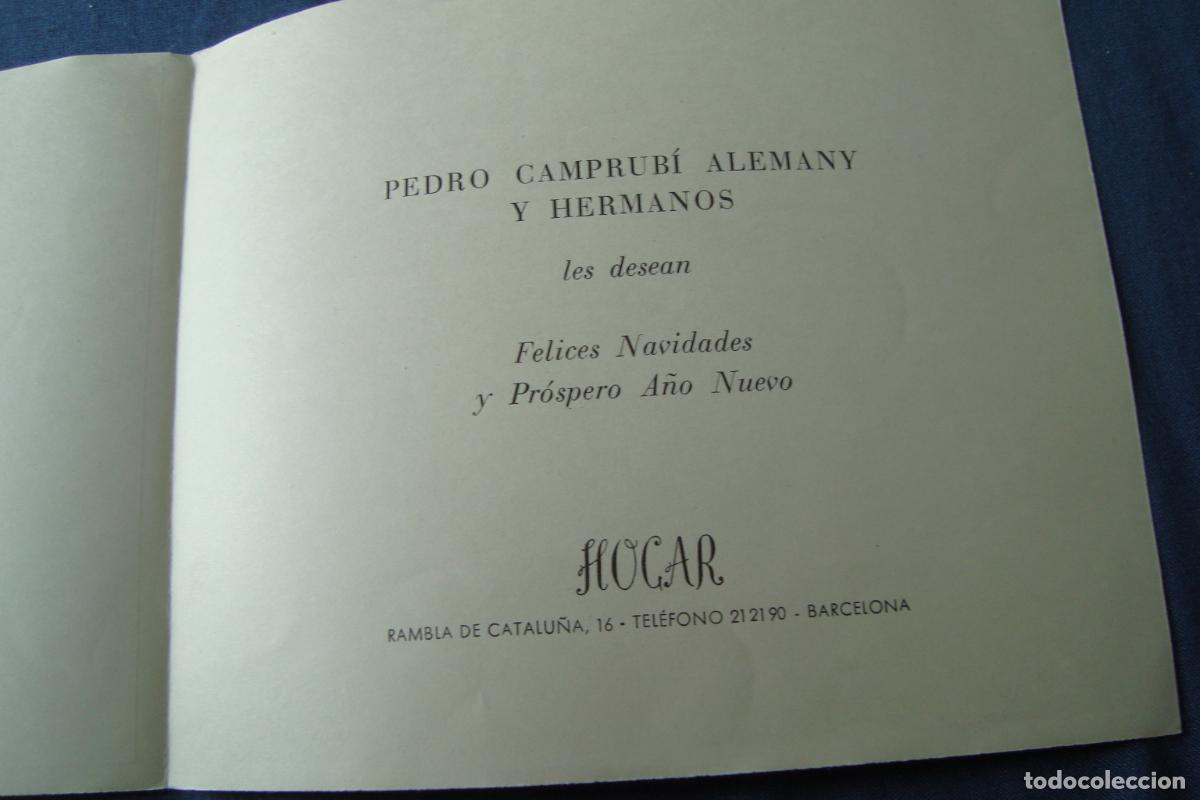 PEDRO CAMPRUBÍ ALEMANY
Y HERMANOS
les desean
Felices Navidades
y Próspero Año Nuevo
HOGAR
RAMBLA DE CATALUÑA, 16 - TELÉFONO 212190 - BARCELONA
todocoleccion